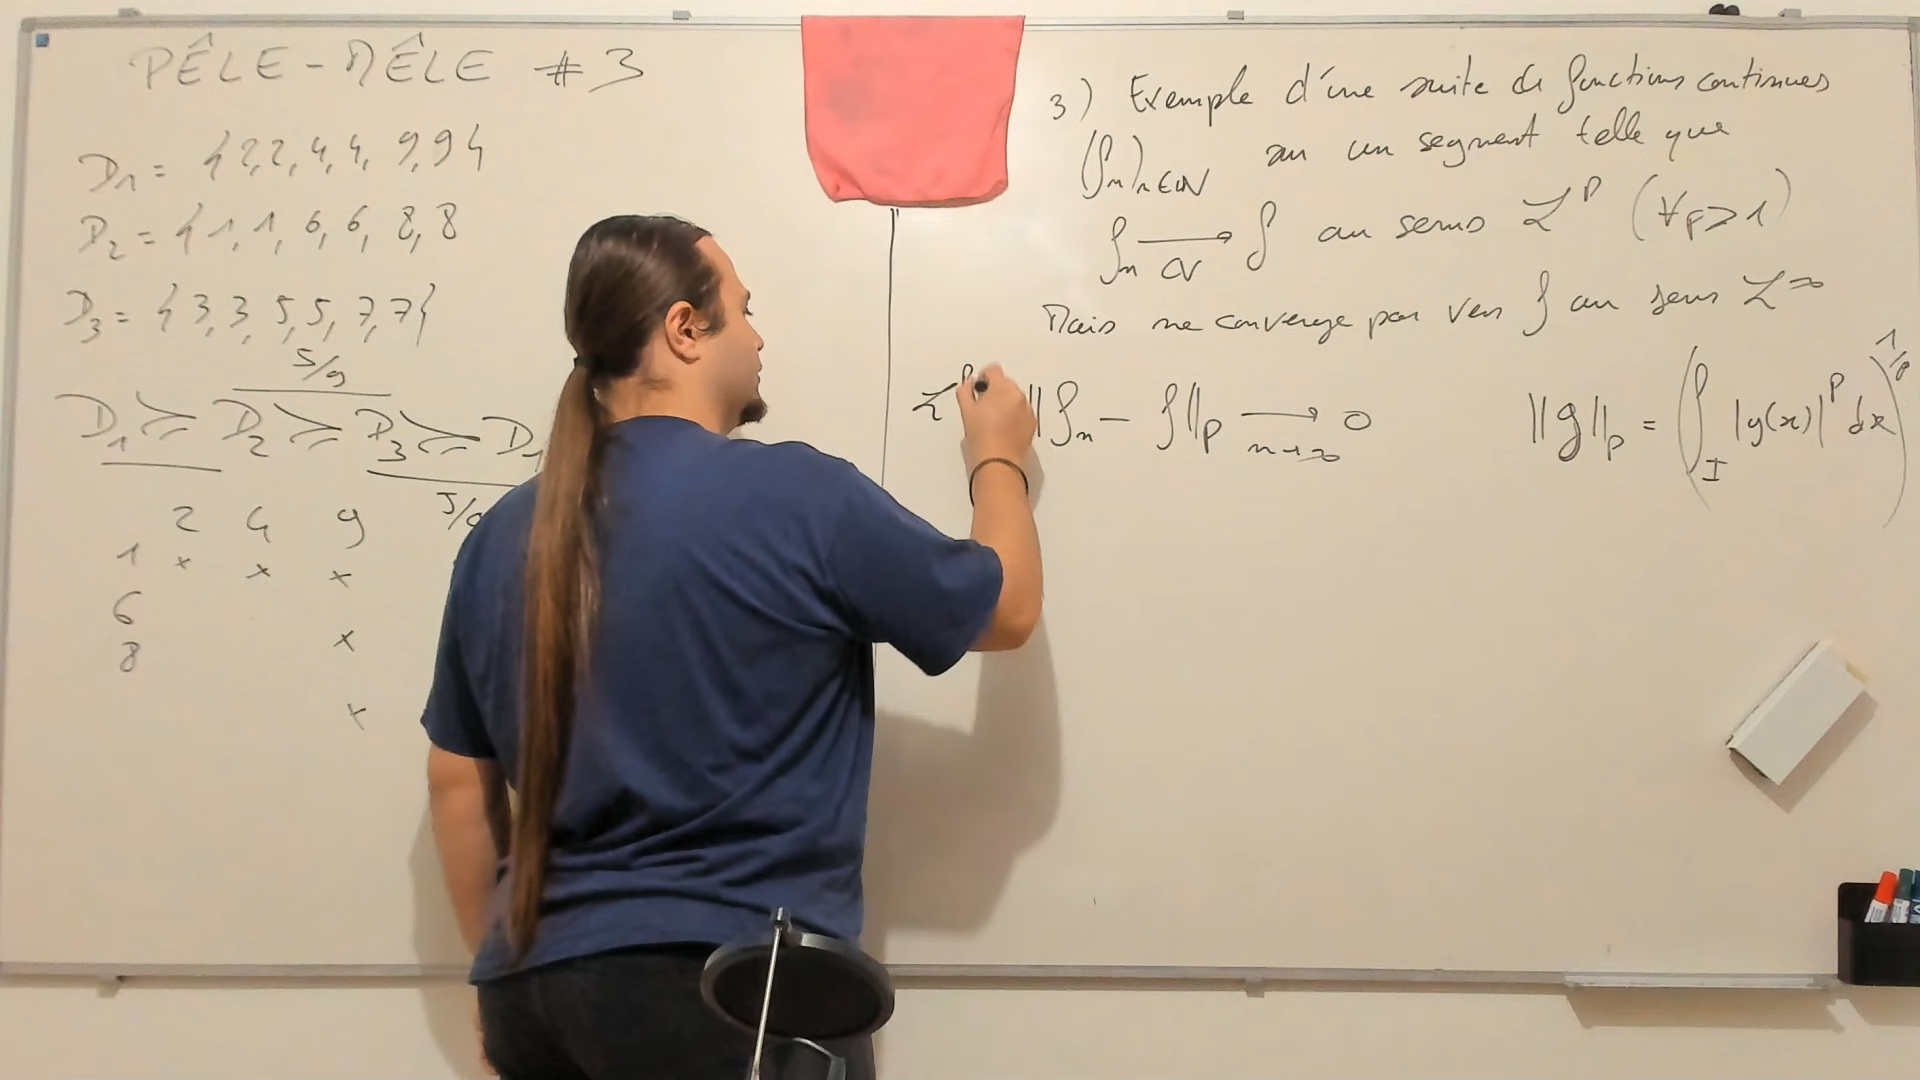 PÊLE-MÊLE #3
D₁ = {2,2,4,4,9,9}
D₂ = {1,1,6,6,8,8
D₃ = {3,3,5,5,7,7}
5/9
D₁ ≽ D₂ ≽ D₃ ≽ D₁
5/9
2 4 9
1 x x x
6 x
8 x
3) Exemple d'une suite de fonctions continues
(fₙ)ₙ∈ℕ sur un segment telle que
fₙ ⟶ f au sens ℒᵖ (∀p≥1)
CV
Mais ne converge pas vers f au sens ℒ^∞
ℒᵖ ‖fₙ - f‖ₚ ⟶ 0
n→∞
‖g‖ₚ = (∫_I |g(x)|ᵖ dx)^1/p